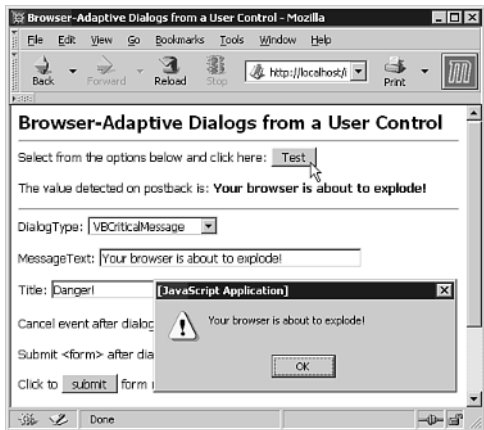 Browser-Adaptive Dialogs from a User Control - Mozilla
File Edit View Go Bookmarks Tools Window Help
Back Forward Reload Stop http://localhost/i Print
Browser-Adaptive Dialogs from a User Control
Select from the options below and click here: Test
The value detected on postback is: Your browser is about to explode!
DialogType: VBCriticalMessage
MessageText: Your browser is about to explode!
Title: Danger!
[JavaScript Application]
Your browser is about to explode!
OK
Cancel event after dialog
Submit <form> after dia
Click to submit form
Done